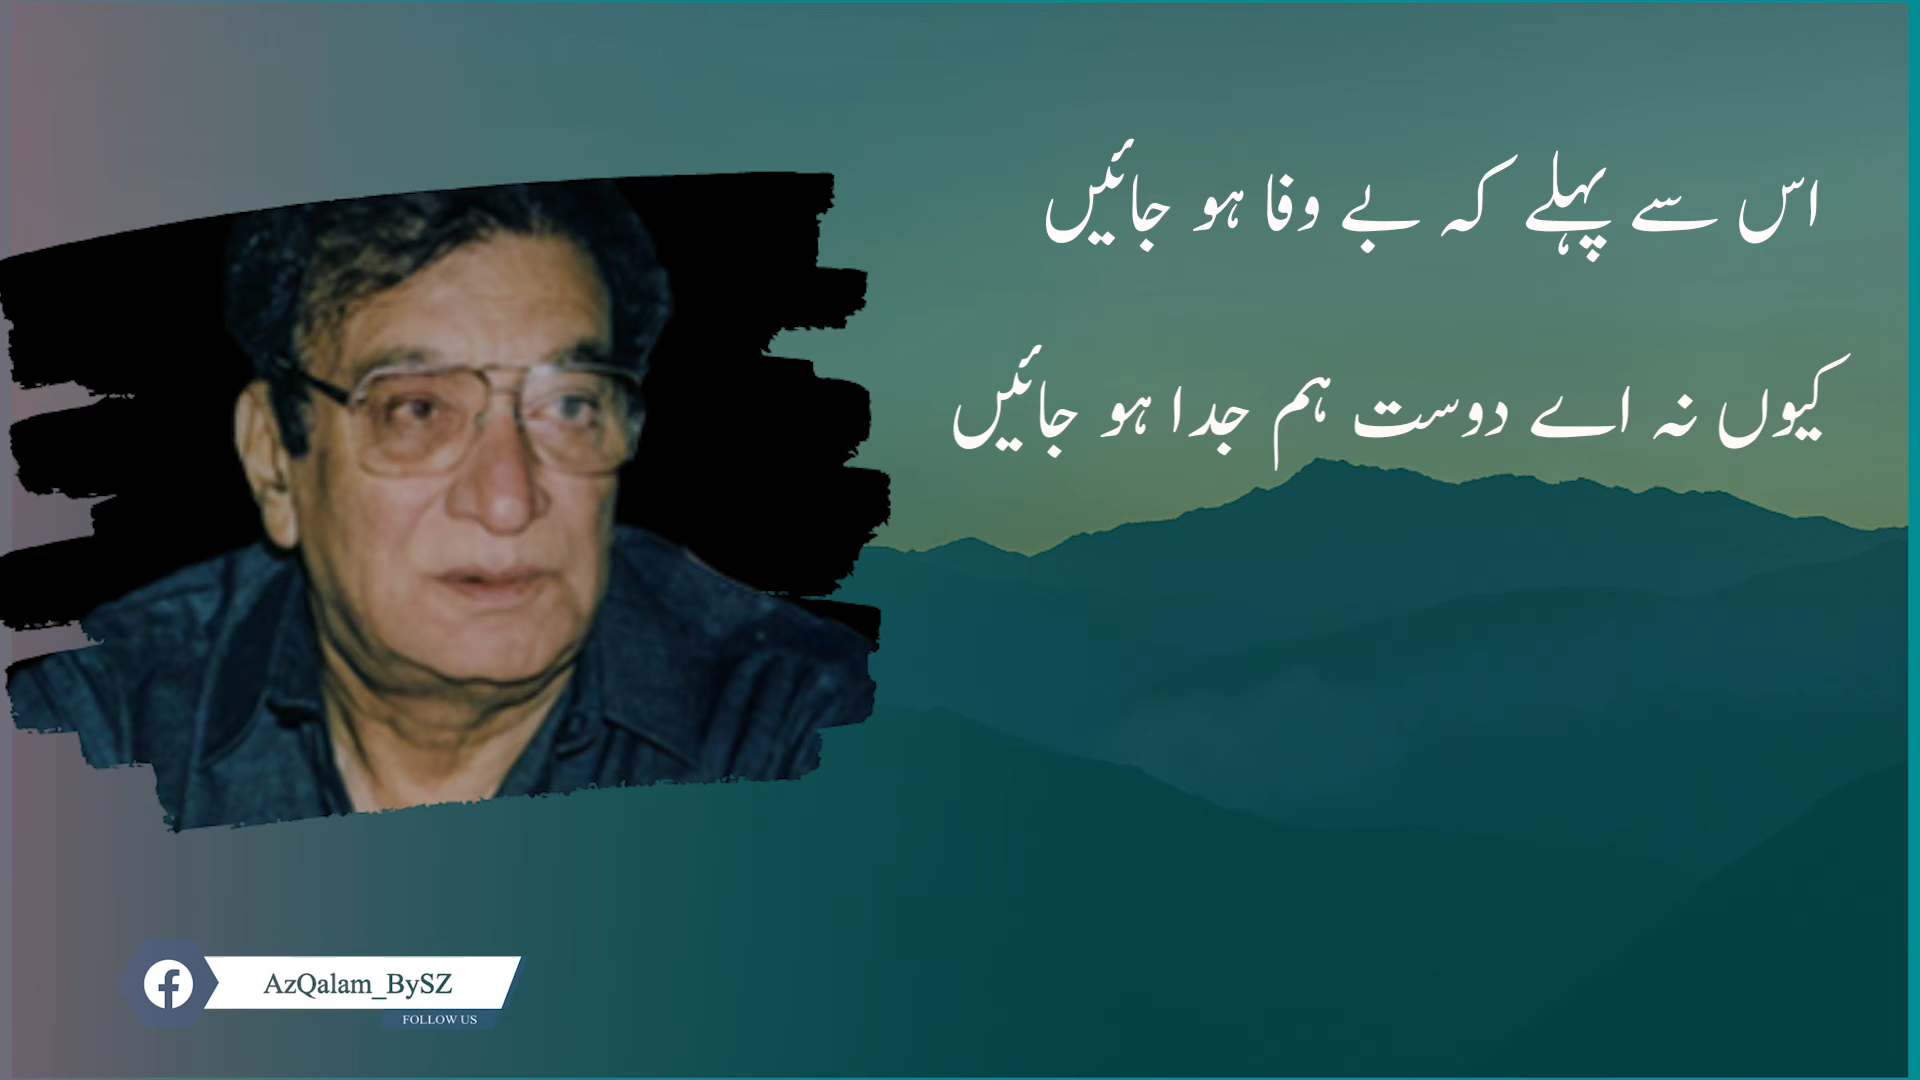 اس سے پہلے کہ بے وفا ہو جائیں
کیوں نہ اے دوست ہم جدا ہو جائیں
AzQalam_BySZ
FOLLOW US